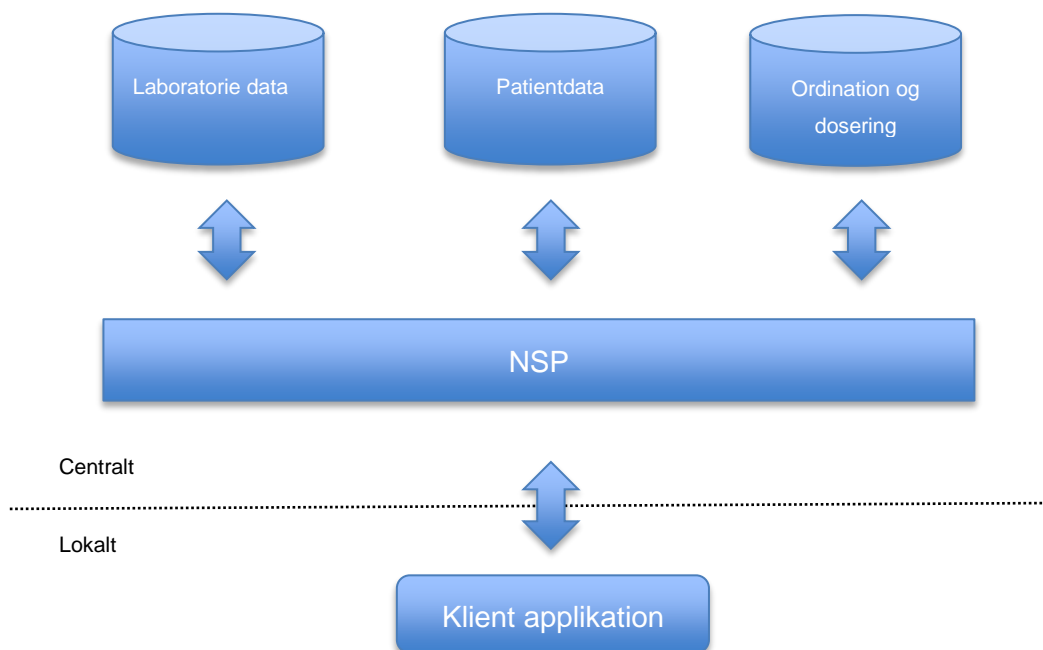 Laboratorie data
Patientdata
Ordination og
dosering
NSP
Centralt
Lokalt
Klient applikation